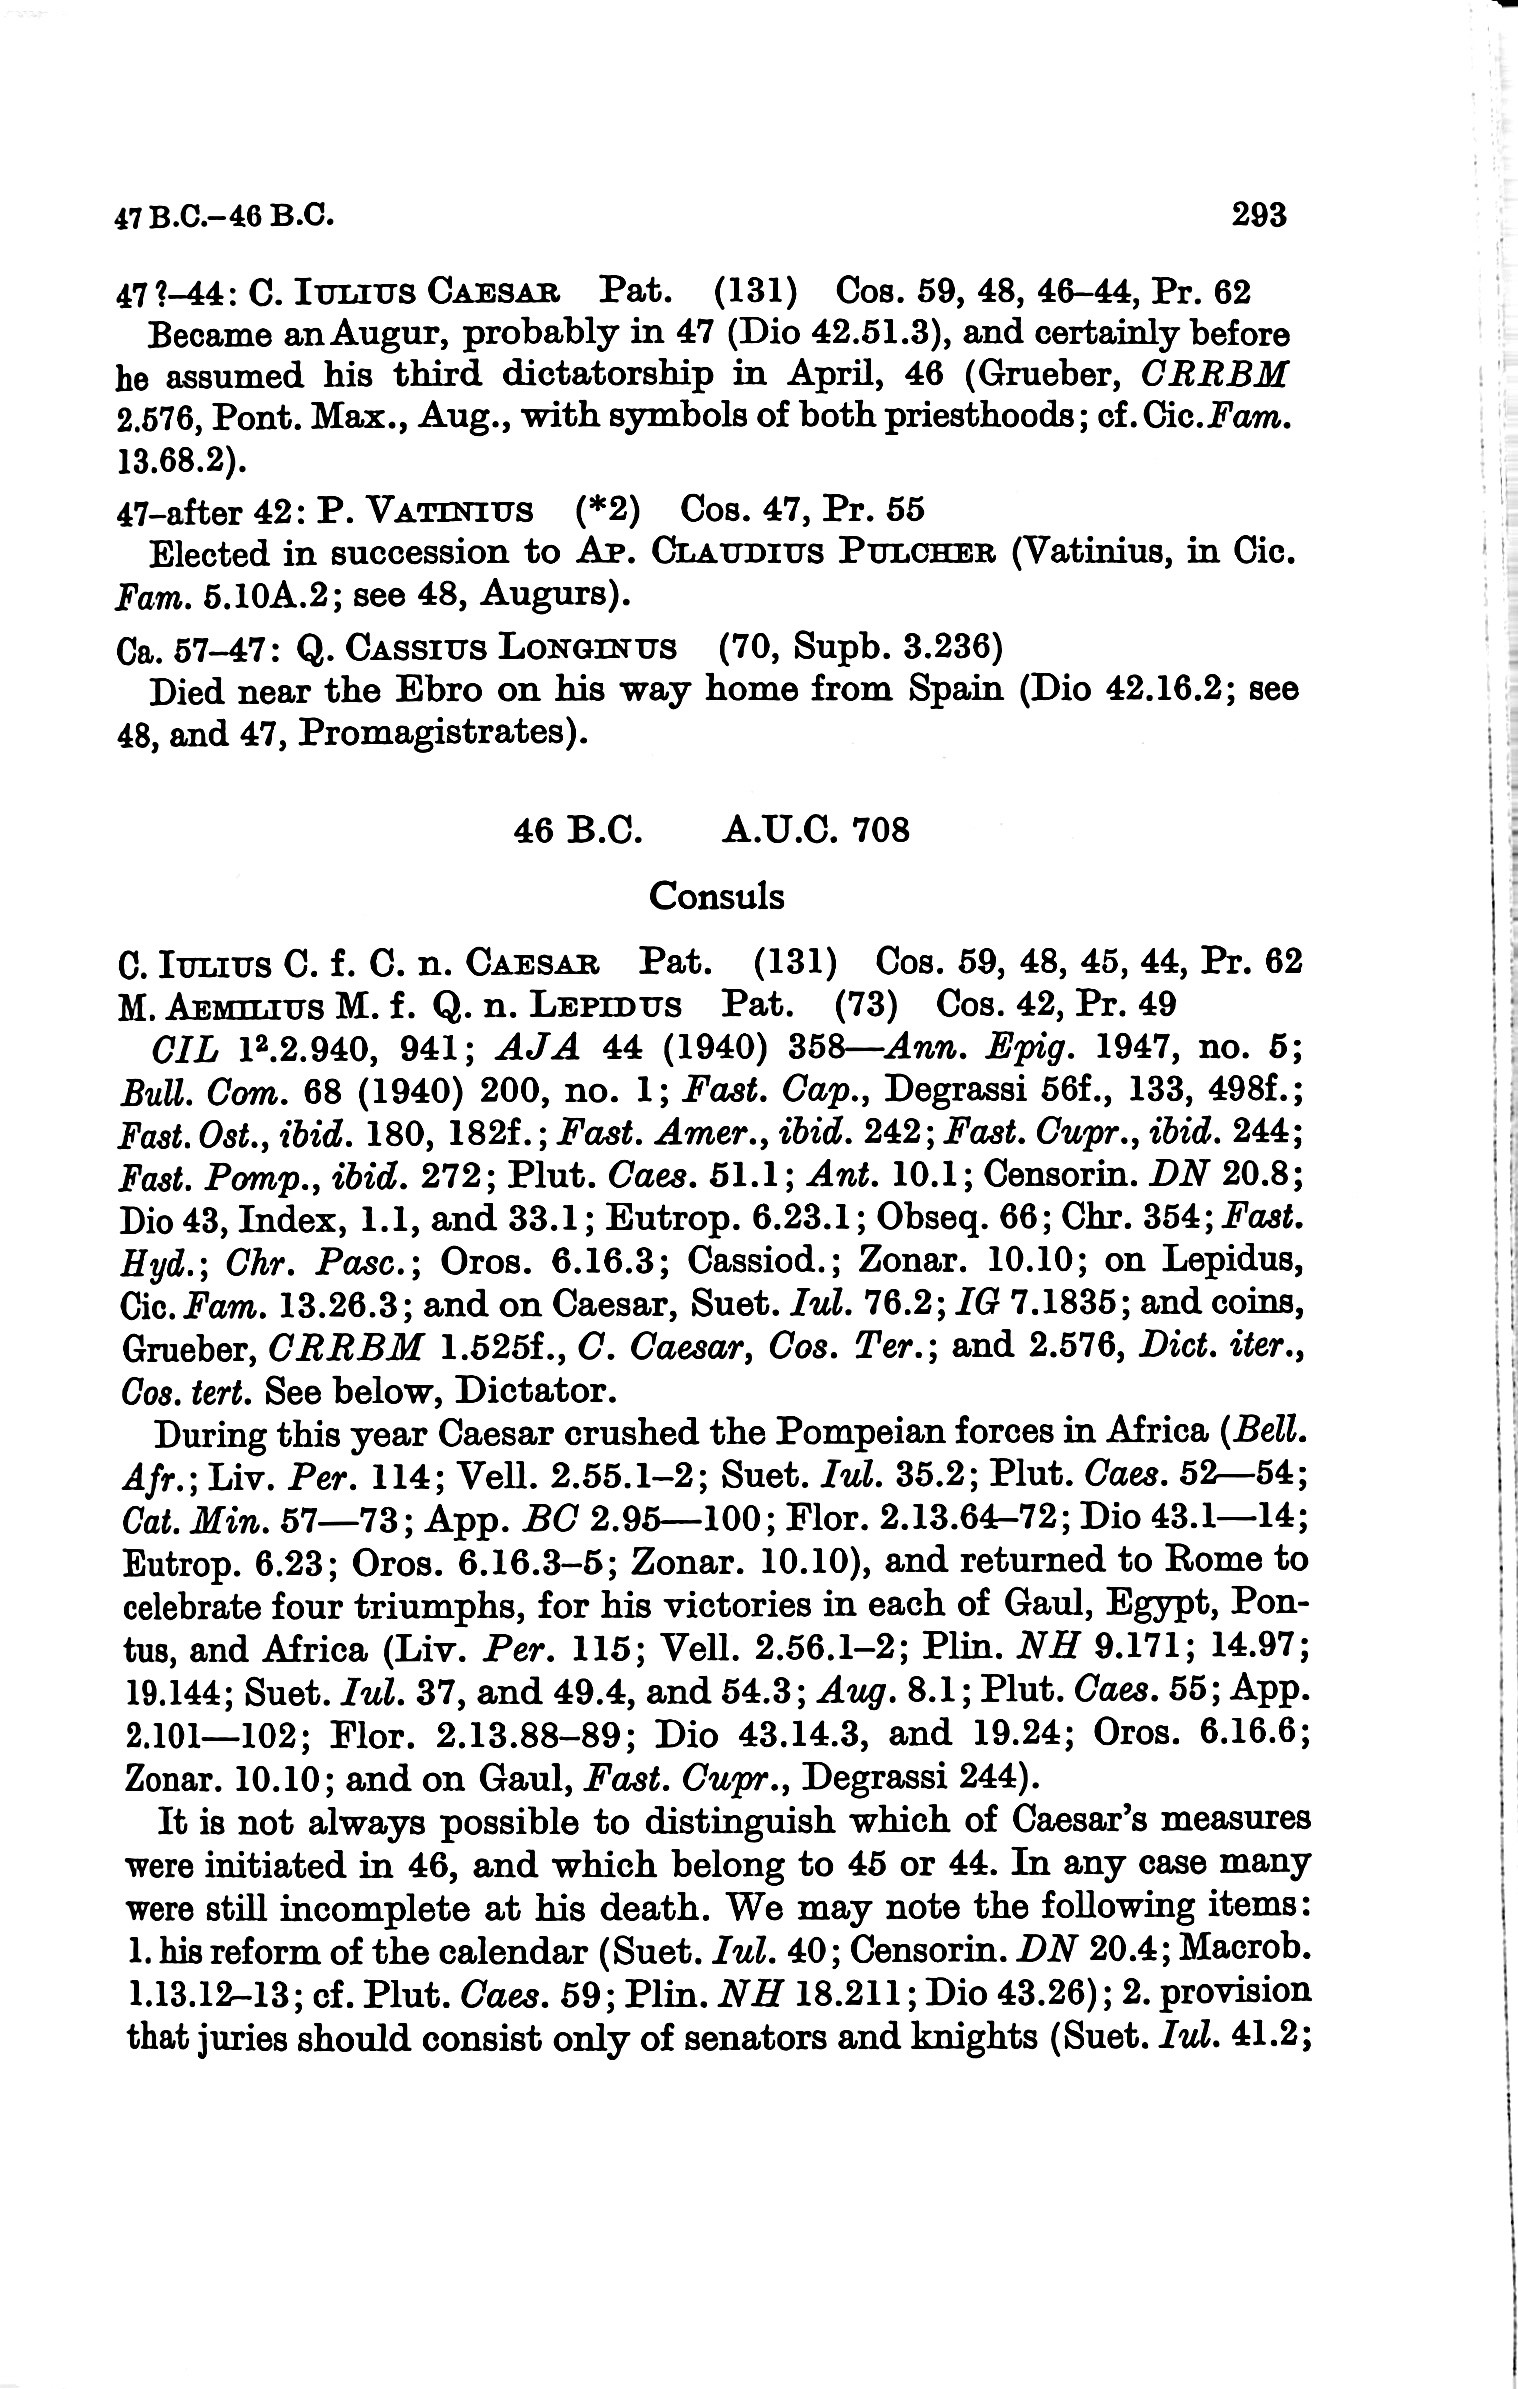 47 B.C.–46 B.C. 293
47?–44: C. IULIUS CAESAR Pat. (131) Cos. 59, 48, 46–44, Pr. 62
Became an Augur, probably in 47 (Dio 42.51.3), and certainly before
he assumed his third dictatorship in April, 46 (Grueber, CRRBM
2.576, Pont. Max., Aug., with symbols of both priesthoods; cf. Cic. Fam.
13.68.2).
47–after 42: P. VATINIUS (*2) Cos. 47, Pr. 55
Elected in succession to AP. CLAUDIUS PULCHER (Vatinius, in Cic.
Fam. 5.10A.2; see 48, Augurs).
Ca. 57–47: Q. CASSIUS LONGINUS (70, Supb. 3.236)
Died near the Ebro on his way home from Spain (Dio 42.16.2; see
48, and 47, Promagistrates).
46 B.C. A.U.C. 708
Consuls
C. IULIUS C. f. C. n. CAESAR Pat. (131) Cos. 59, 48, 45, 44, Pr. 62
M. AEMILIUS M. f. Q. n. LEPIDUS Pat. (73) Cos. 42, Pr. 49
CIL 1².2.940, 941; AJA 44 (1940) 358—Ann. Epig. 1947, no. 5;
Bull. Com. 68 (1940) 200, no. 1; Fast. Cap., Degrassi 56f., 133, 498f.;
Fast. Ost., ibid. 180, 182f.; Fast. Amer., ibid. 242; Fast. Cupr., ibid. 244;
Fast. Pomp., ibid. 272; Plut. Caes. 51.1; Ant. 10.1; Censorin. DN 20.8;
Dio 43, Index, 1.1, and 33.1; Eutrop. 6.23.1; Obseq. 66; Chr. 354; Fast.
Hyd.; Chr. Pasc.; Oros. 6.16.3; Cassiod.; Zonar. 10.10; on Lepidus,
Cic. Fam. 13.26.3; and on Caesar, Suet. Iul. 76.2; IG 7.1835; and coins,
Grueber, CRRBM 1.525f., C. Caesar, Cos. Ter.; and 2.576, Dict. iter.,
Cos. tert. See below, Dictator.
During this year Caesar crushed the Pompeian forces in Africa (Bell.
Afr.; Liv. Per. 114; Vell. 2.55.1–2; Suet. Iul. 35.2; Plut. Caes. 52—54;
Cat. Min. 57—73; App. BC 2.95—100; Flor. 2.13.64–72; Dio 43.1—14;
Eutrop. 6.23; Oros. 6.16.3–5; Zonar. 10.10), and returned to Rome to
celebrate four triumphs, for his victories in each of Gaul, Egypt, Pon-
tus, and Africa (Liv. Per. 115; Vell. 2.56.1–2; Plin. NH 9.171; 14.97;
19.144; Suet. Iul. 37, and 49.4, and 54.3; Aug. 8.1; Plut. Caes. 55; App.
2.101—102; Flor. 2.13.88–89; Dio 43.14.3, and 19.24; Oros. 6.16.6;
Zonar. 10.10; and on Gaul, Fast. Cupr., Degrassi 244).
It is not always possible to distinguish which of Caesar's measures
were initiated in 46, and which belong to 45 or 44. In any case many
were still incomplete at his death. We may note the following items:
1. his reform of the calendar (Suet. Iul. 40; Censorin. DN 20.4; Macrob.
1.13.12–13; cf. Plut. Caes. 59; Plin. NH 18.211; Dio 43.26); 2. provision
that juries should consist only of senators and knights (Suet. Iul. 41.2;